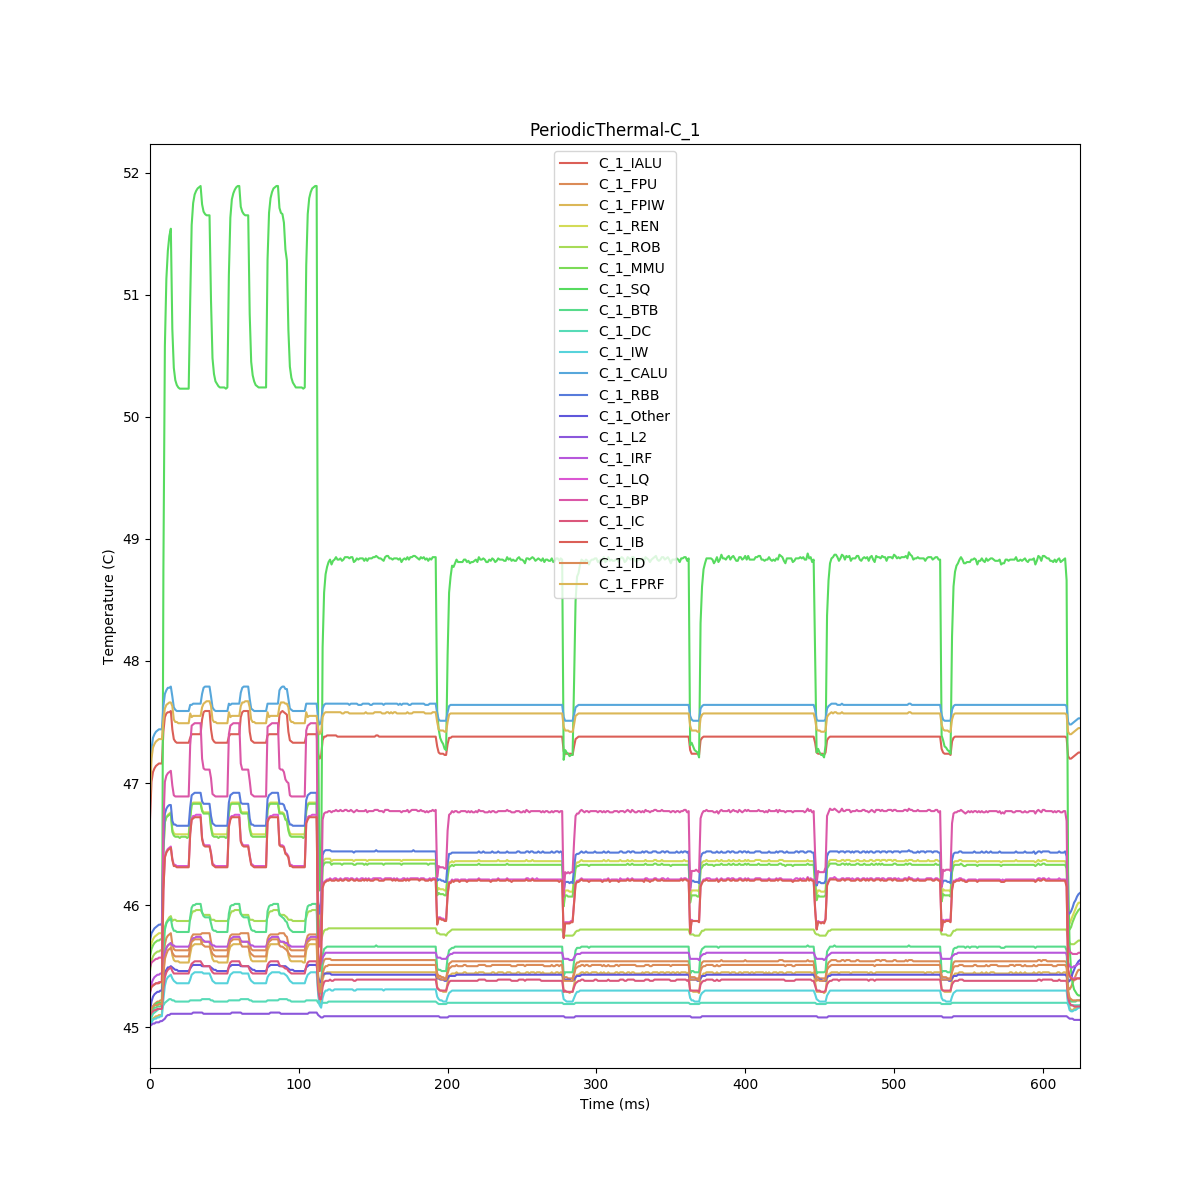 PeriodicThermal-C_1
52
51
50
49
48
47
46
45
Temperature (C)
C_1_IALU
C_1_FPU
C_1_FPIW
C_1_REN
C_1_ROB
C_1_MMU
C_1_SQ
C_1_BTB
C_1_DC
C_1_IW
C_1_CALU
C_1_RBB
C_1_Other
C_1_L2
C_1_IRF
C_1_LQ
C_1_BP
C_1_IC
C_1_IB
C_1_ID
C_1_FPRF
0 100 200 300 400 500 600
Time (ms)